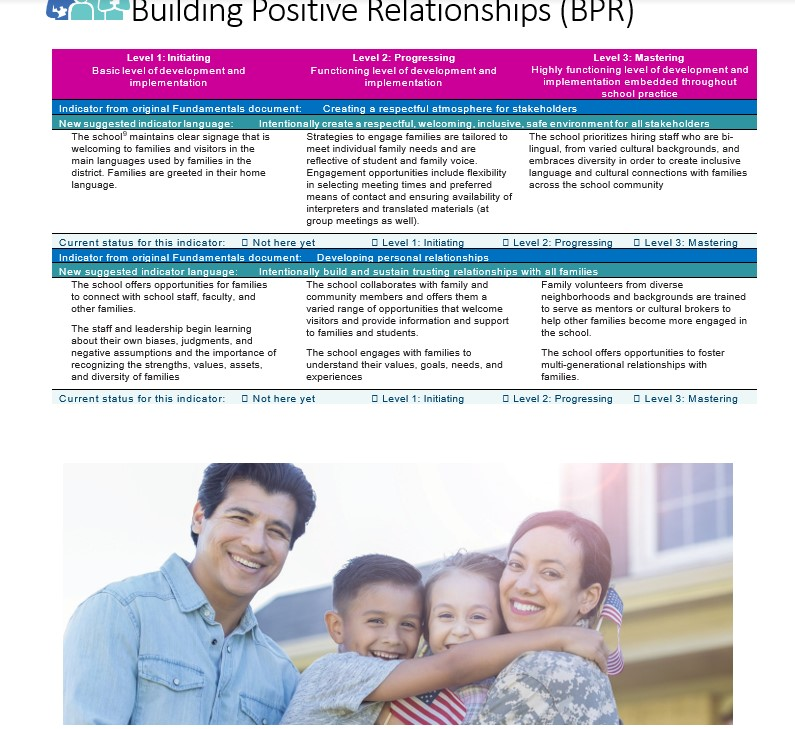 Building Positive Relationships (BPR)
Level 1: Initiating
Basic level of development and
implementation
Level 2: Progressing
Functioning level of development and
implementation
Level 3: Mastering
Highly functioning level of development and
implementation embedded throughout
school practice
Indicator from original Fundamentals document: Creating a respectful atmosphere for stakeholders
New suggested indicator language: Intentionally create a respectful, welcoming, inclusive, safe environment for all stakeholders
The school⁹ maintains clear signage that is
welcoming to families and visitors in the
main languages used by families in the
district. Families are greeted in their home
language.
Strategies to engage families are tailored to
meet individual family needs and are
reflective of student and family voice.
Engagement opportunities include flexibility
in selecting meeting times and preferred
means of contact and ensuring availability of
interpreters and translated materials (at
group meetings as well).
The school prioritizes hiring staff who are bi-
lingual, from varied cultural backgrounds, and
embraces diversity in order to create inclusive
language and cultural connections with families
across the school community
Current status for this indicator: ☐ Not here yet ☐ Level 1: Initiating ☐ Level 2: Progressing ☐ Level 3: Mastering
Indicator from original Fundamentals document: Developing personal relationships
New suggested indicator language: Intentionally build and sustain trusting relationships with all families
The school offers opportunities for families
to connect with school staff, faculty, and
other families.
The staff and leadership begin learning
about their own biases, judgments, and
negative assumptions and the importance of
recognizing the strengths, values, assets,
and diversity of families
The school collaborates with family and
community members and offers them a
varied range of opportunities that welcome
visitors and provide information and support
to families and students.
The school engages with families to
understand their values, goals, needs, and
experiences
Family volunteers from diverse
neighborhoods and backgrounds are trained
to serve as mentors or cultural brokers to
help other families become more engaged in
the school.
The school offers opportunities to foster
multi-generational relationships with
families.
Current status for this indicator: ☐ Not here yet ☐ Level 1: Initiating ☐ Level 2: Progressing ☐ Level 3: Mastering